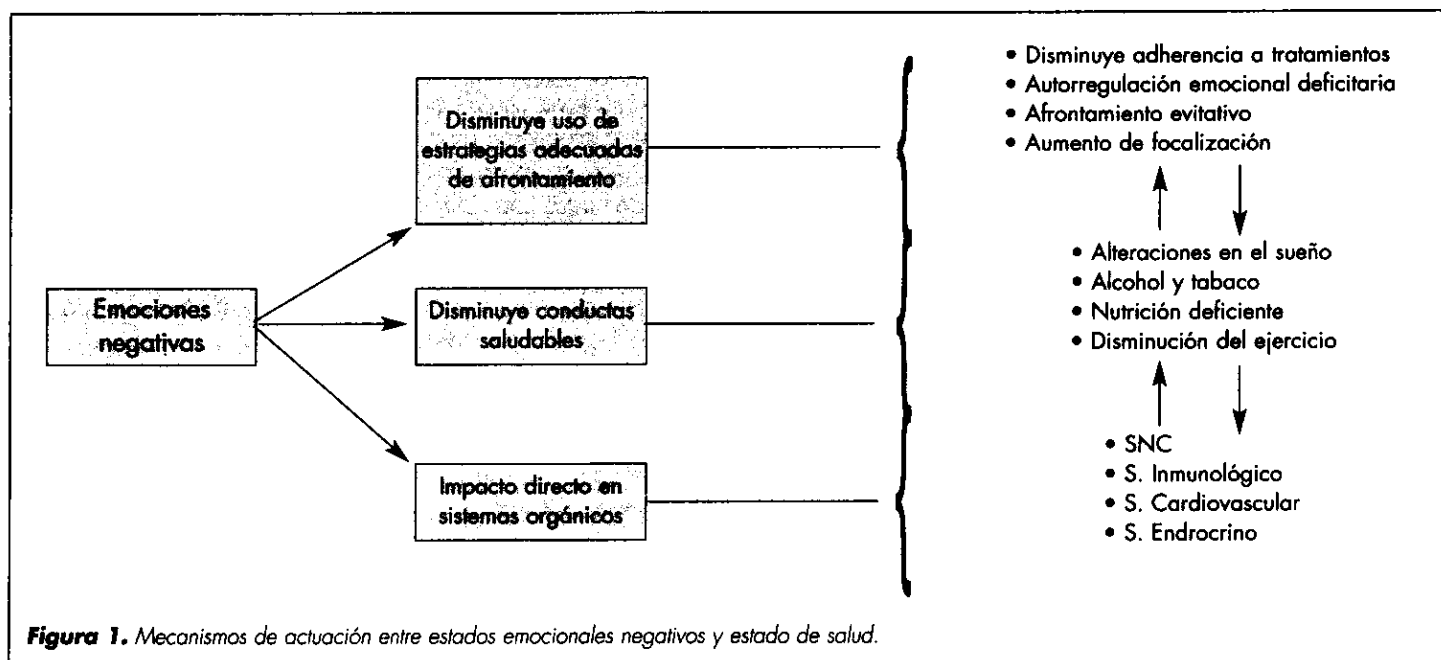 Emociones
negativas
Disminuye uso de
estrategias adecuadas
de afrontamiento
Disminuye conductas
saludables
Impacto directo en
sistemas orgánicos
• Disminuye adherencia a tratamientos
• Autorregulación emocional deficitaria
• Afrontamiento evitativo
• Aumento de focalización
• Alteraciones en el sueño
• Alcohol y tabaco
• Nutrición deficiente
• Disminución del ejercicio
• SNC
• S. Inmunológico
• S. Cardiovascular
• S. Endrocrino
Figura 1. Mecanismos de actuación entre estados emocionales negativos y estado de salud.